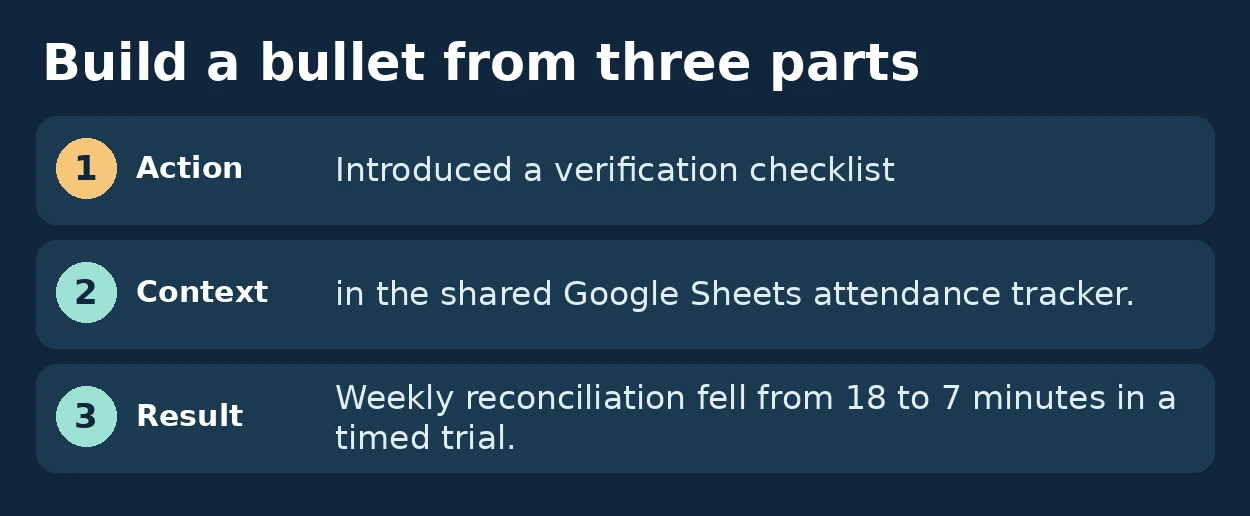 Build a bullet from three parts
1 Action Introduced a verification checklist
2 Context in the shared Google Sheets attendance tracker.
3 Result Weekly reconciliation fell from 18 to 7 minutes in a
timed trial.